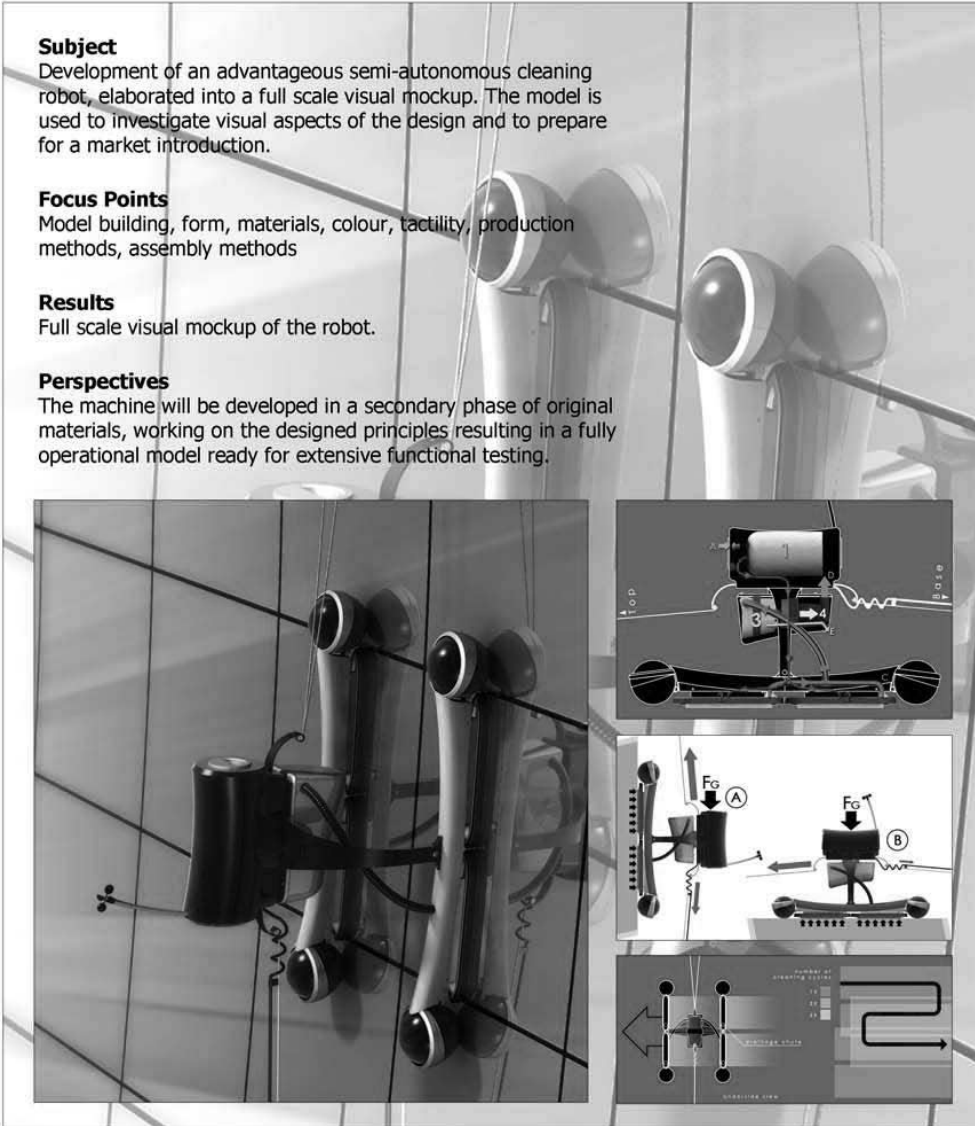 Subject
Development of an advantageous semi-autonomous cleaning
robot, elaborated into a full scale visual mockup. The model is
used to investigate visual aspects of the design and to prepare
for a market introduction.
Focus Points
Model building, form, materials, colour, tactility, production
methods, assembly methods
Results
Full scale visual mockup of the robot.
Perspectives
The machine will be developed in a secondary phase of original
materials, working on the designed principles resulting in a fully
operational model ready for extensive functional testing.
1
D
Top
Base
3
4
E
C
FG
A
FG
B
number of
cleaning cycles
drainage chute
underside view